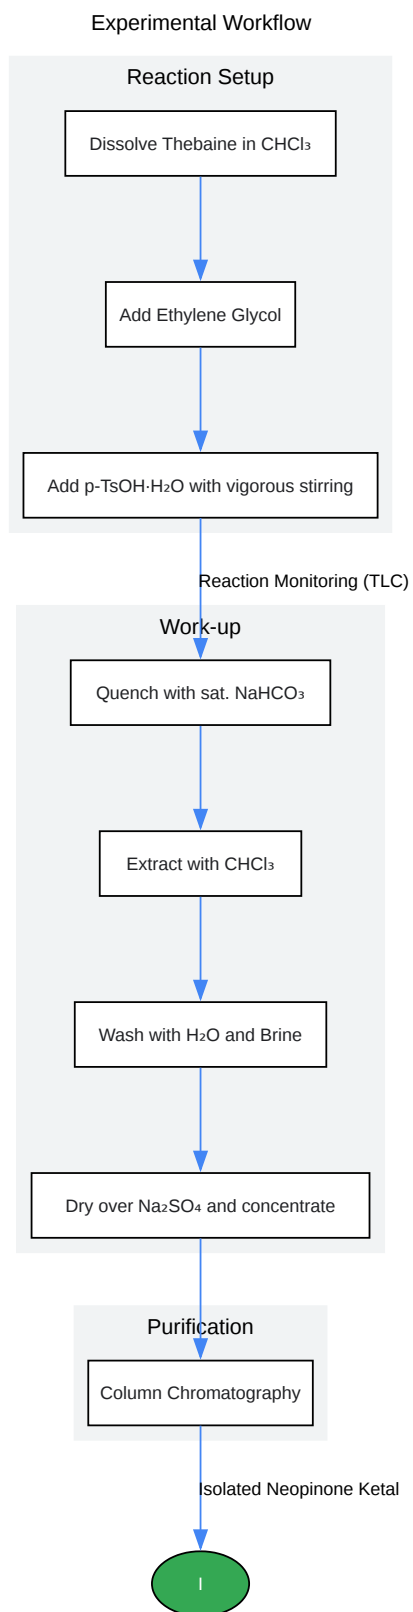 Experimental Workflow
Reaction Setup
Dissolve Thebaine in CHCl₃
Add Ethylene Glycol
Add p-TsOH·H₂O with vigorous stirring
Reaction Monitoring (TLC)
Work-up
Quench with sat. NaHCO₃
Extract with CHCl₃
Wash with H₂O and Brine
Dry over Na₂SO₄ and concentrate
Purification
Column Chromatography
Isolated Neopinone Ketal
I